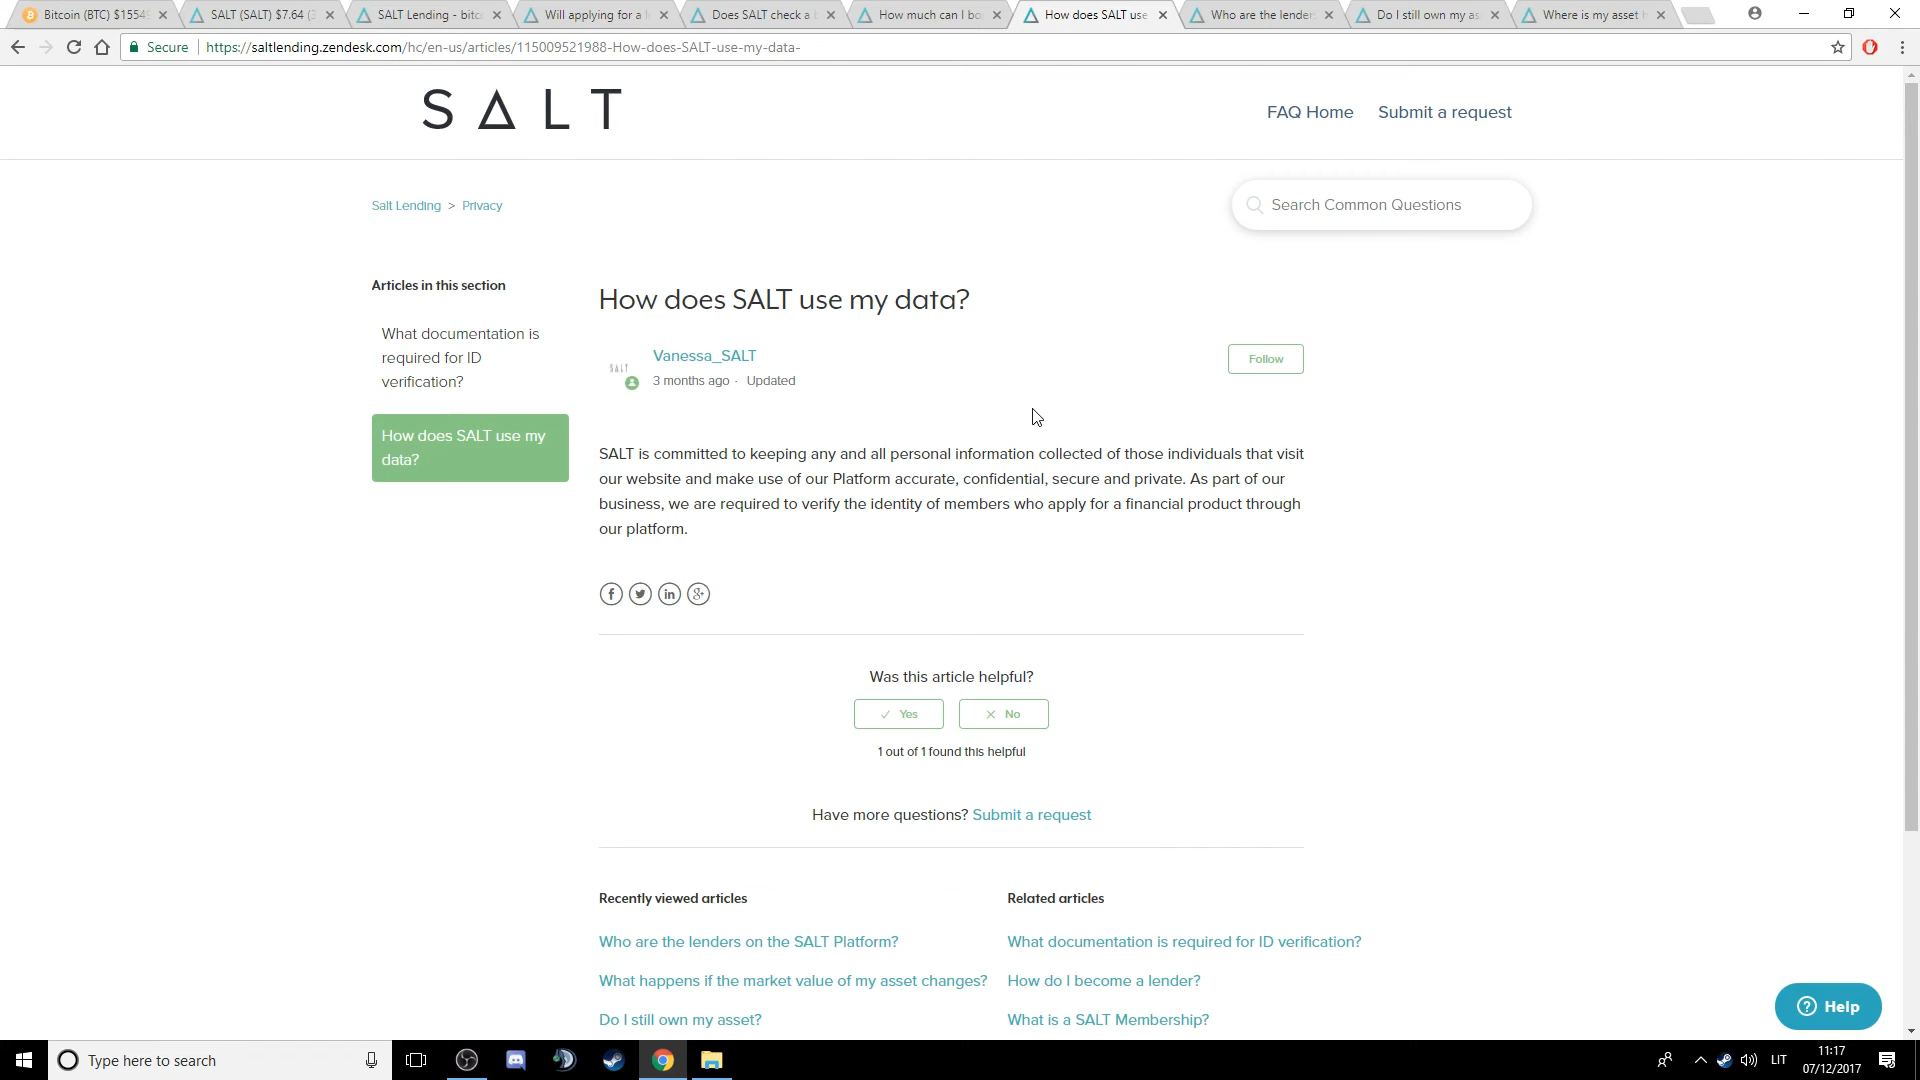 Bitcoin (BTC) $15549
SALT (SALT) $7.64 (3
SALT Lending - bitco
Will applying for a l
Does SALT check a b
How much can I bo
How does SALT use
Who are the lenders
Do I still own my as
Where is my asset h
Secure
https://saltlending.zendesk.com/hc/en-us/articles/115009521988-How-does-SALT-use-my-data-
SALT
FAQ Home
Submit a request
Salt Lending > Privacy
Search Common Questions
Articles in this section
What documentation is
required for ID
verification?
How does SALT use my
data?
How does SALT use my data?
SALT
Vanessa_SALT
3 months ago · Updated
Follow
SALT is committed to keeping any and all personal information collected of those individuals that visit
our website and make use of our Platform accurate, confidential, secure and private. As part of our
business, we are required to verify the identity of members who apply for a financial product through
our platform.
Was this article helpful?
Yes
No
1 out of 1 found this helpful
Have more questions? Submit a request
Recently viewed articles
Who are the lenders on the SALT Platform?
What happens if the market value of my asset changes?
Do I still own my asset?
Related articles
What documentation is required for ID verification?
How do I become a lender?
What is a SALT Membership?
Help
Type here to search
LIT
11:17
07/12/2017